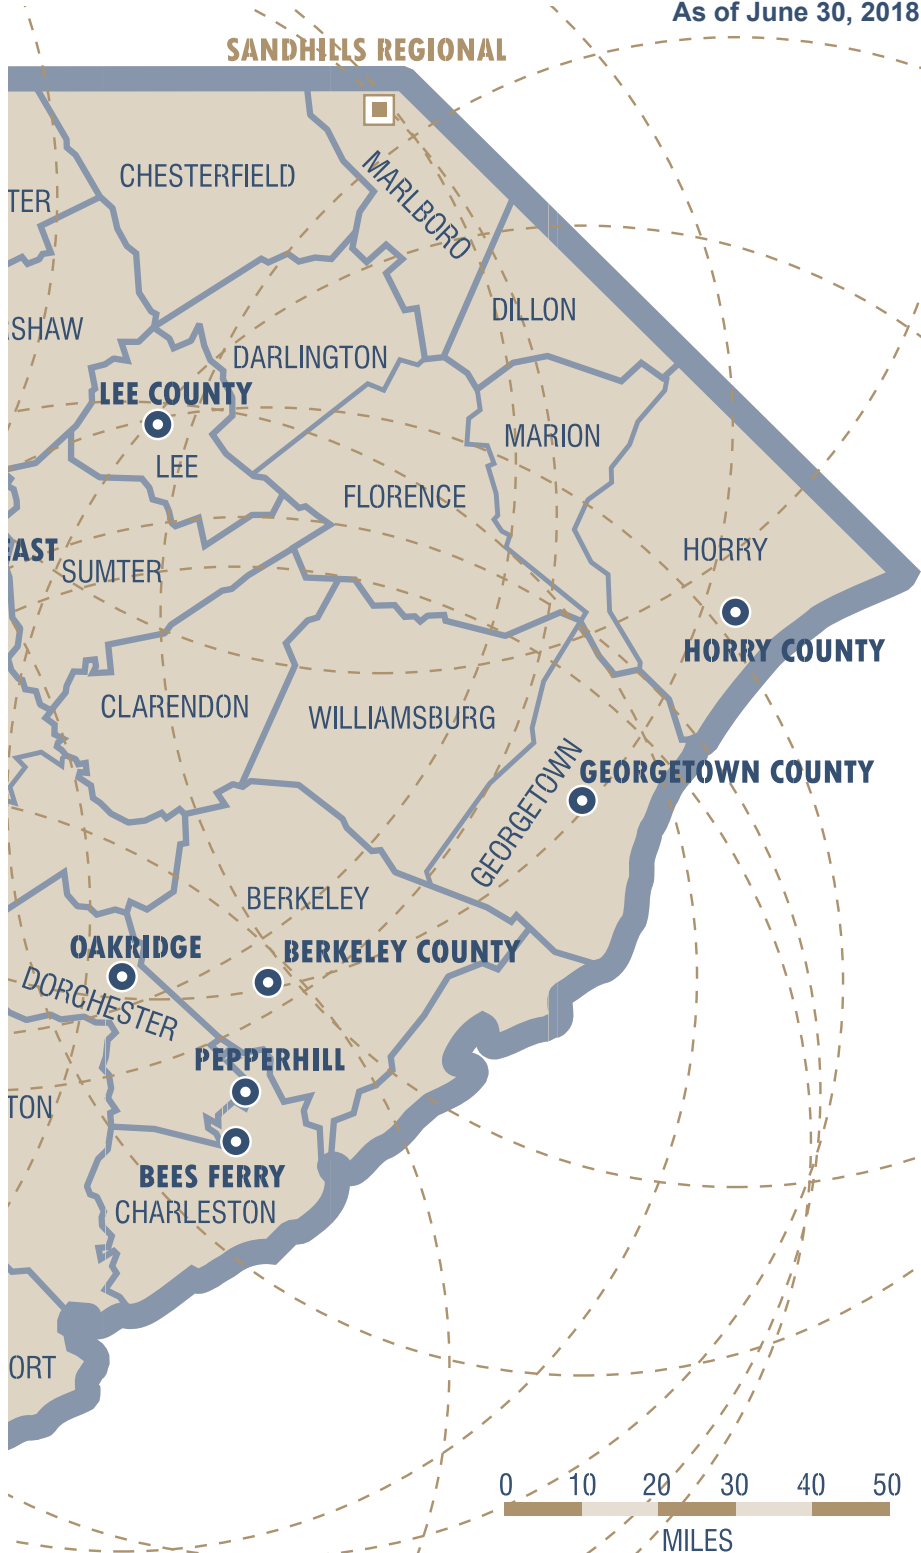 As of June 30, 2018
SANDHILLS REGIONAL
CHESTERFIELD
MARLBORO
TER
DILLON
SHAW
DARLINGTON
LEE COUNTY
MARION
LEE
FLORENCE
EAST
SUMTER
HORRY
HORRY COUNTY
CLARENDON
WILLIAMSBURG
GEORGETOWN
GEORGETOWN COUNTY
BERKELEY
OAKRIDGE
BERKELEY COUNTY
DORCHESTER
PEPPERHILL
TON
BEES FERRY
CHARLESTON
ORT
0 10 20 30 40 50
MILES